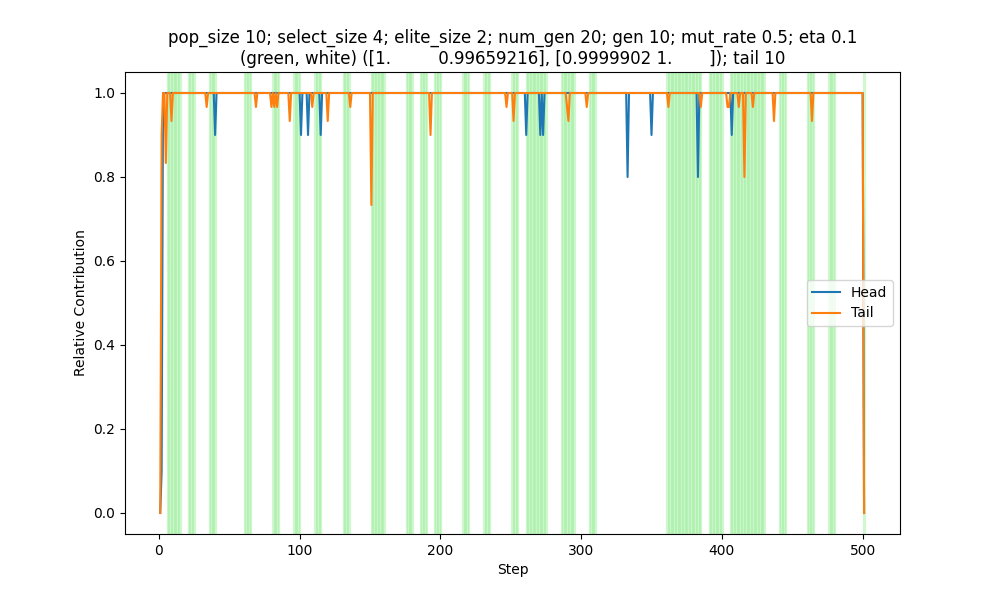 pop_size 10; select_size 4; elite_size 2; num_gen 20; gen 10; mut_rate 0.5; eta 0.1
(green, white) ([1.          0.99659216], [0.9999902 1.        ]); tail 10
1.0
0.8
0.6
0.4
0.2
0.0
Relative Contribution
Head
Tail
0
100
200
300
400
500
Step